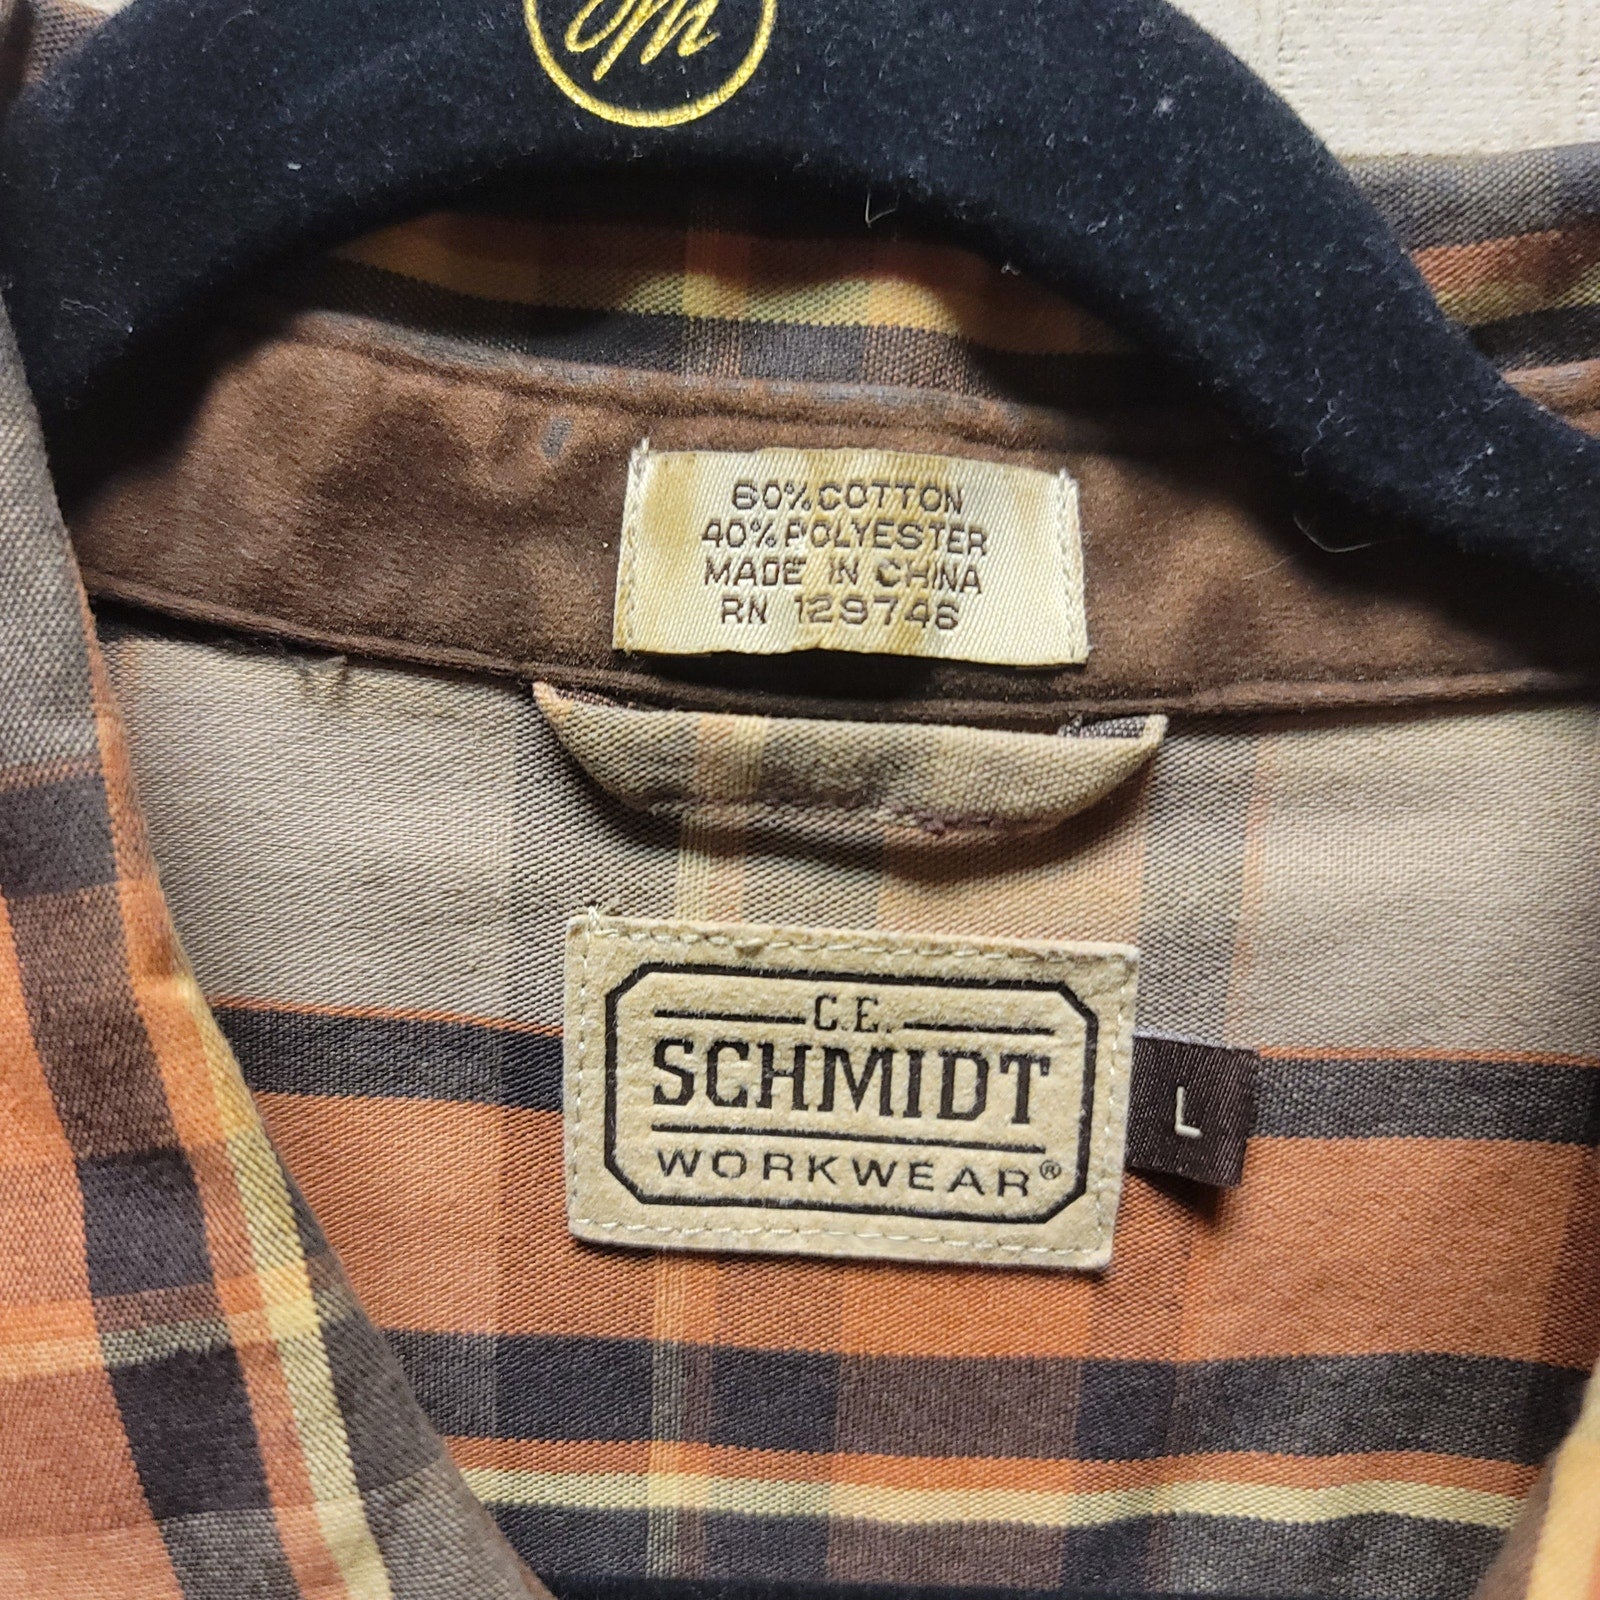 60% COTTON
40% POLYESTER
MADE IN CHINA
RN 129746
C.E.
SCHMIDT
WORKWEAR®
L